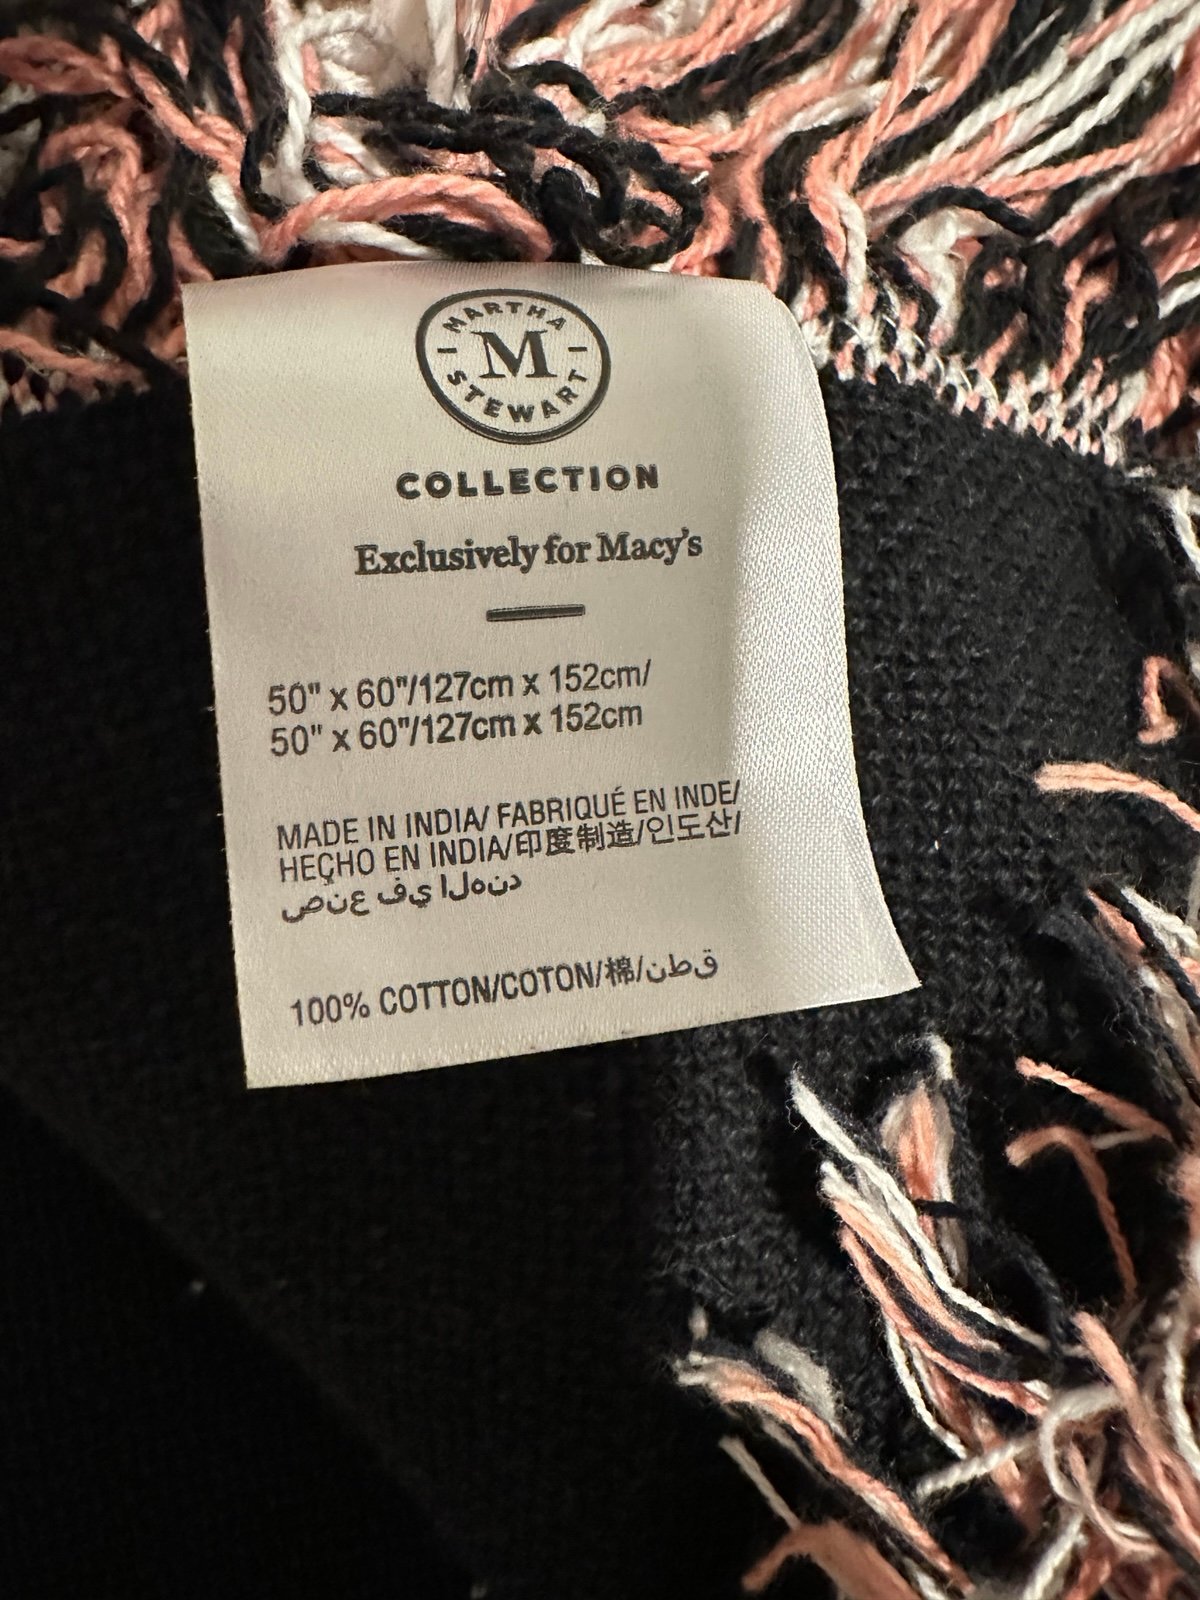 MARTHA
M
STEWART
COLLECTION
Exclusively for Macy's
50" x 60"/127cm x 152cm/
50" x 60"/127cm x 152cm
MADE IN INDIA/ FABRIQUÉ EN INDE/
HEÇHO EN INDIA/印度制造/인도산/
صنع في الهند
100% COTTON/COTON/棉/قطن